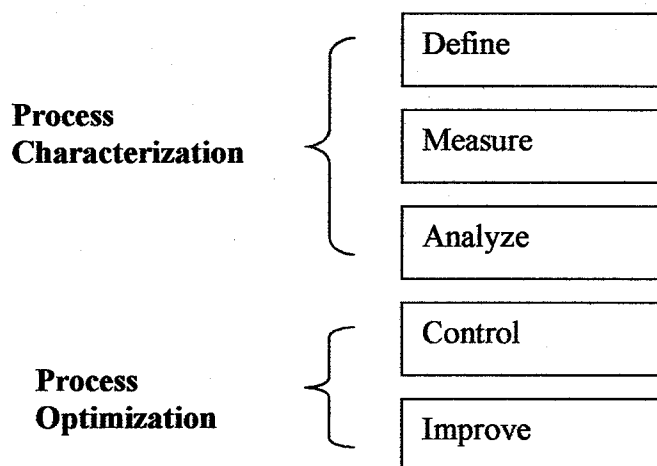 Process
Characterization
Define
Measure
Analyze
Process
Optimization
Control
Improve